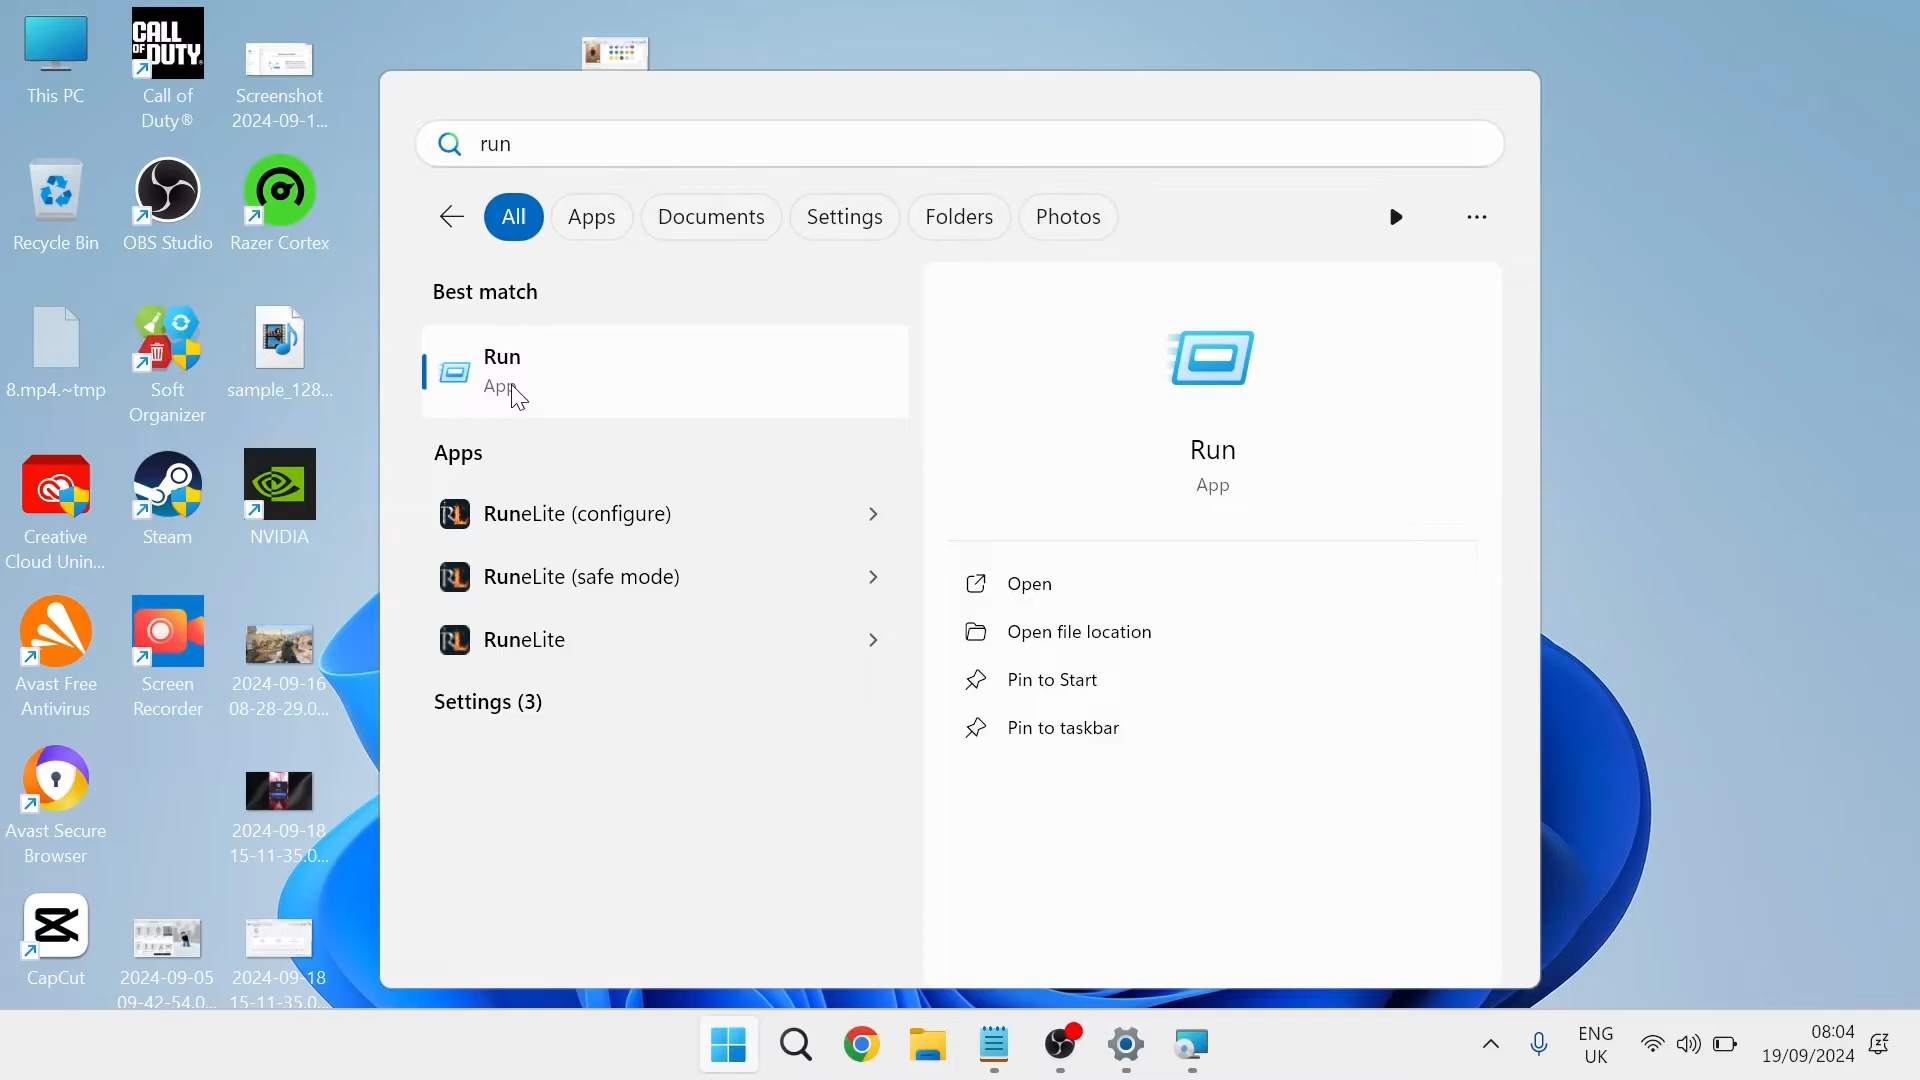 This PC
CALL
OF DUTY
Call of
Duty®
Screenshot
2024-09-1...
Recycle Bin
OBS Studio
Razer Cortex
8.mp4.~tmp
Soft
Organizer
sample_128...
Creative
Cloud Unin...
Steam
NVIDIA
Avast Free
Antivirus
Screen
Recorder
2024-09-16
08-28-29.0...
Avast Secure
Browser
2024-09-18
15-11-35.0...
CapCut
2024-09-05
09-42-54.0...
2024-09-18
15-11-35.0...
run
All
Apps
Documents
Settings
Folders
Photos
Best match
Run
App
Apps
RL
RuneLite (configure)
RL
RuneLite (safe mode)
RL
RuneLite
Settings (3)
Run
App
Open
Open file location
Pin to Start
Pin to taskbar
ENG
UK
08:04
19/09/2024